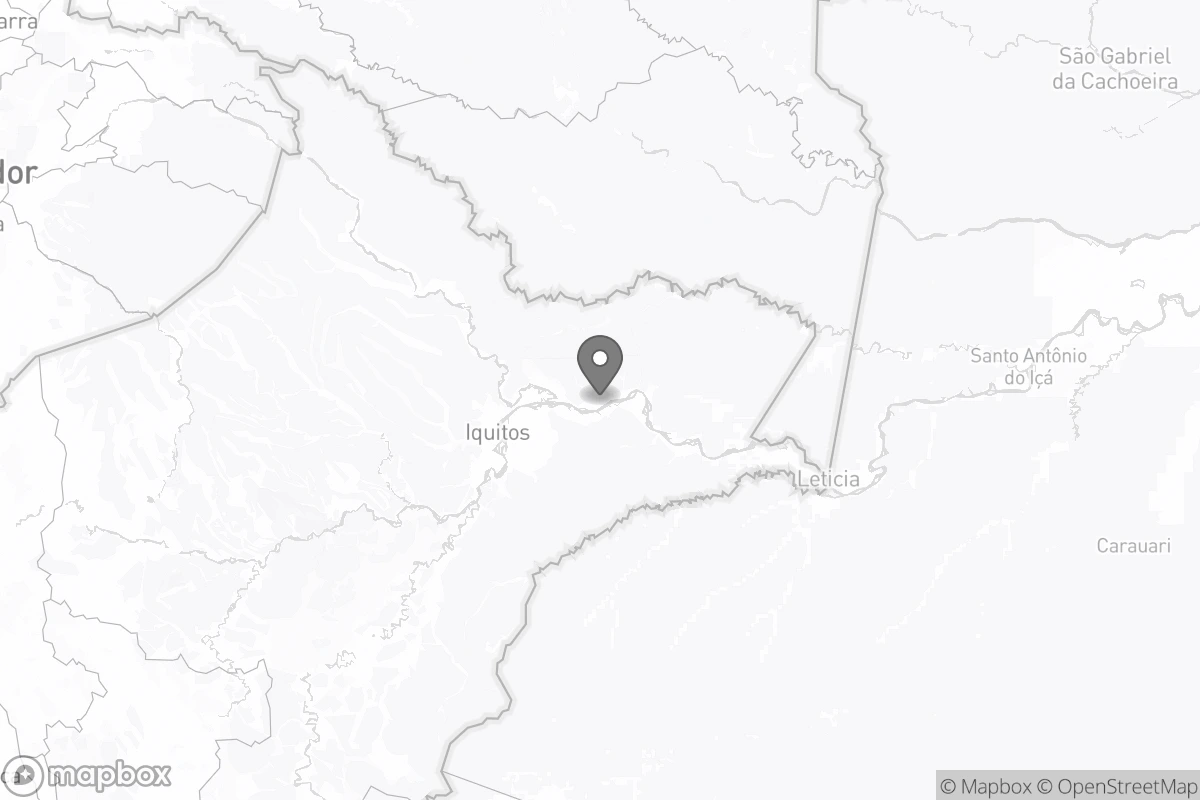 arra
São Gabriel
da Cachoeira
dor
a
Santo Antônio
do Içá
Iquitos
Leticia
Carauari
mapbox
© Mapbox © OpenStreetMap